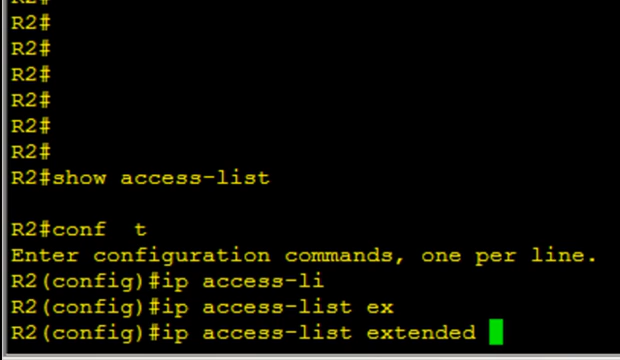 R2#
R2#
R2#
R2#
R2#
R2#
R2#
R2#show access-list
R2#conf  t
Enter configuration commands, one per line.
R2(config)#ip access-li
R2(config)#ip access-list ex
R2(config)#ip access-list extended